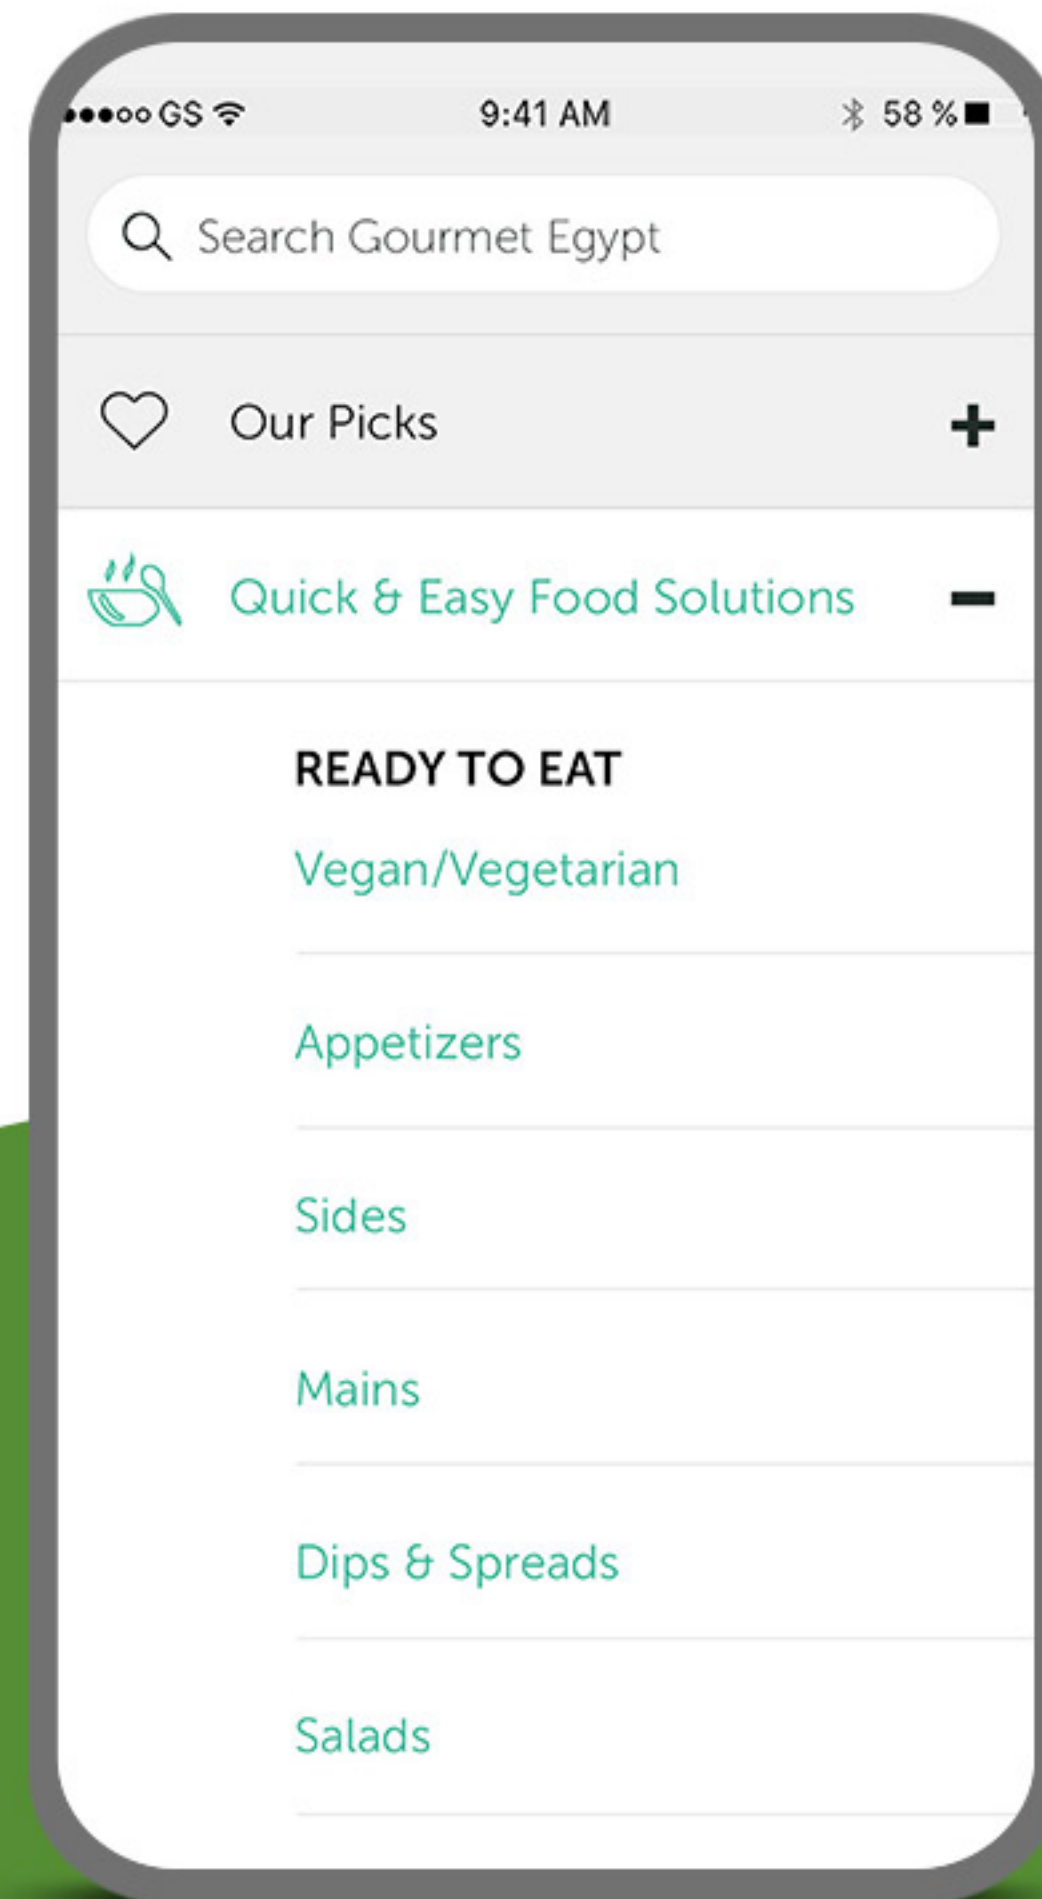 GS 9:41 AM 58 %
Search Gourmet Egypt
Our Picks
Quick & Easy Food Solutions
READY TO EAT
Vegan/Vegetarian
Appetizers
Sides
Mains
Dips & Spreads
Salads